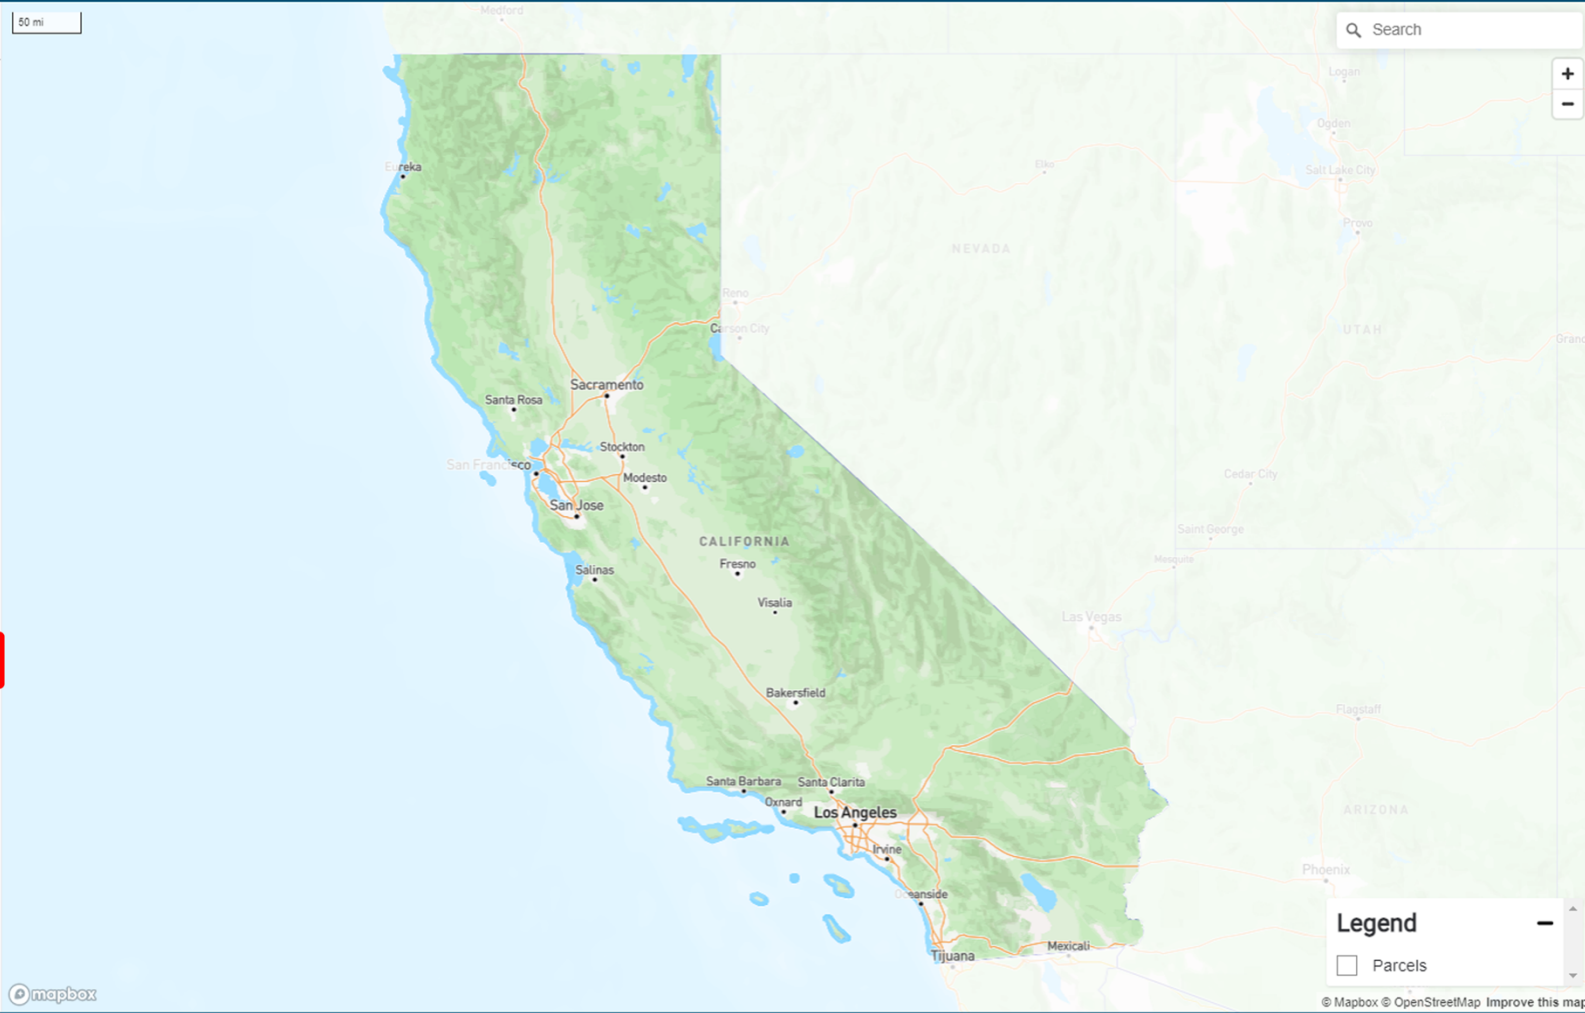 50 mi
Medford
Search
+
−
Logan
Ogden
Eureka
Elko
Salt Lake City
Provo
NEVADA
Reno
Carson City
UTAH
Grand
Sacramento
Santa Rosa
Stockton
San Francisco
Modesto
Cedar City
San Jose
Saint George
CALIFORNIA
Mesquite
Fresno
Salinas
Visalia
Las Vegas
Bakersfield
Flagstaff
Santa Barbara
Santa Clarita
Oxnard
Los Angeles
ARIZONA
Irvine
Phoenix
Oceanside
Legend
Mexicali
Tijuana
Parcels
mapbox
© Mapbox © OpenStreetMap Improve this map